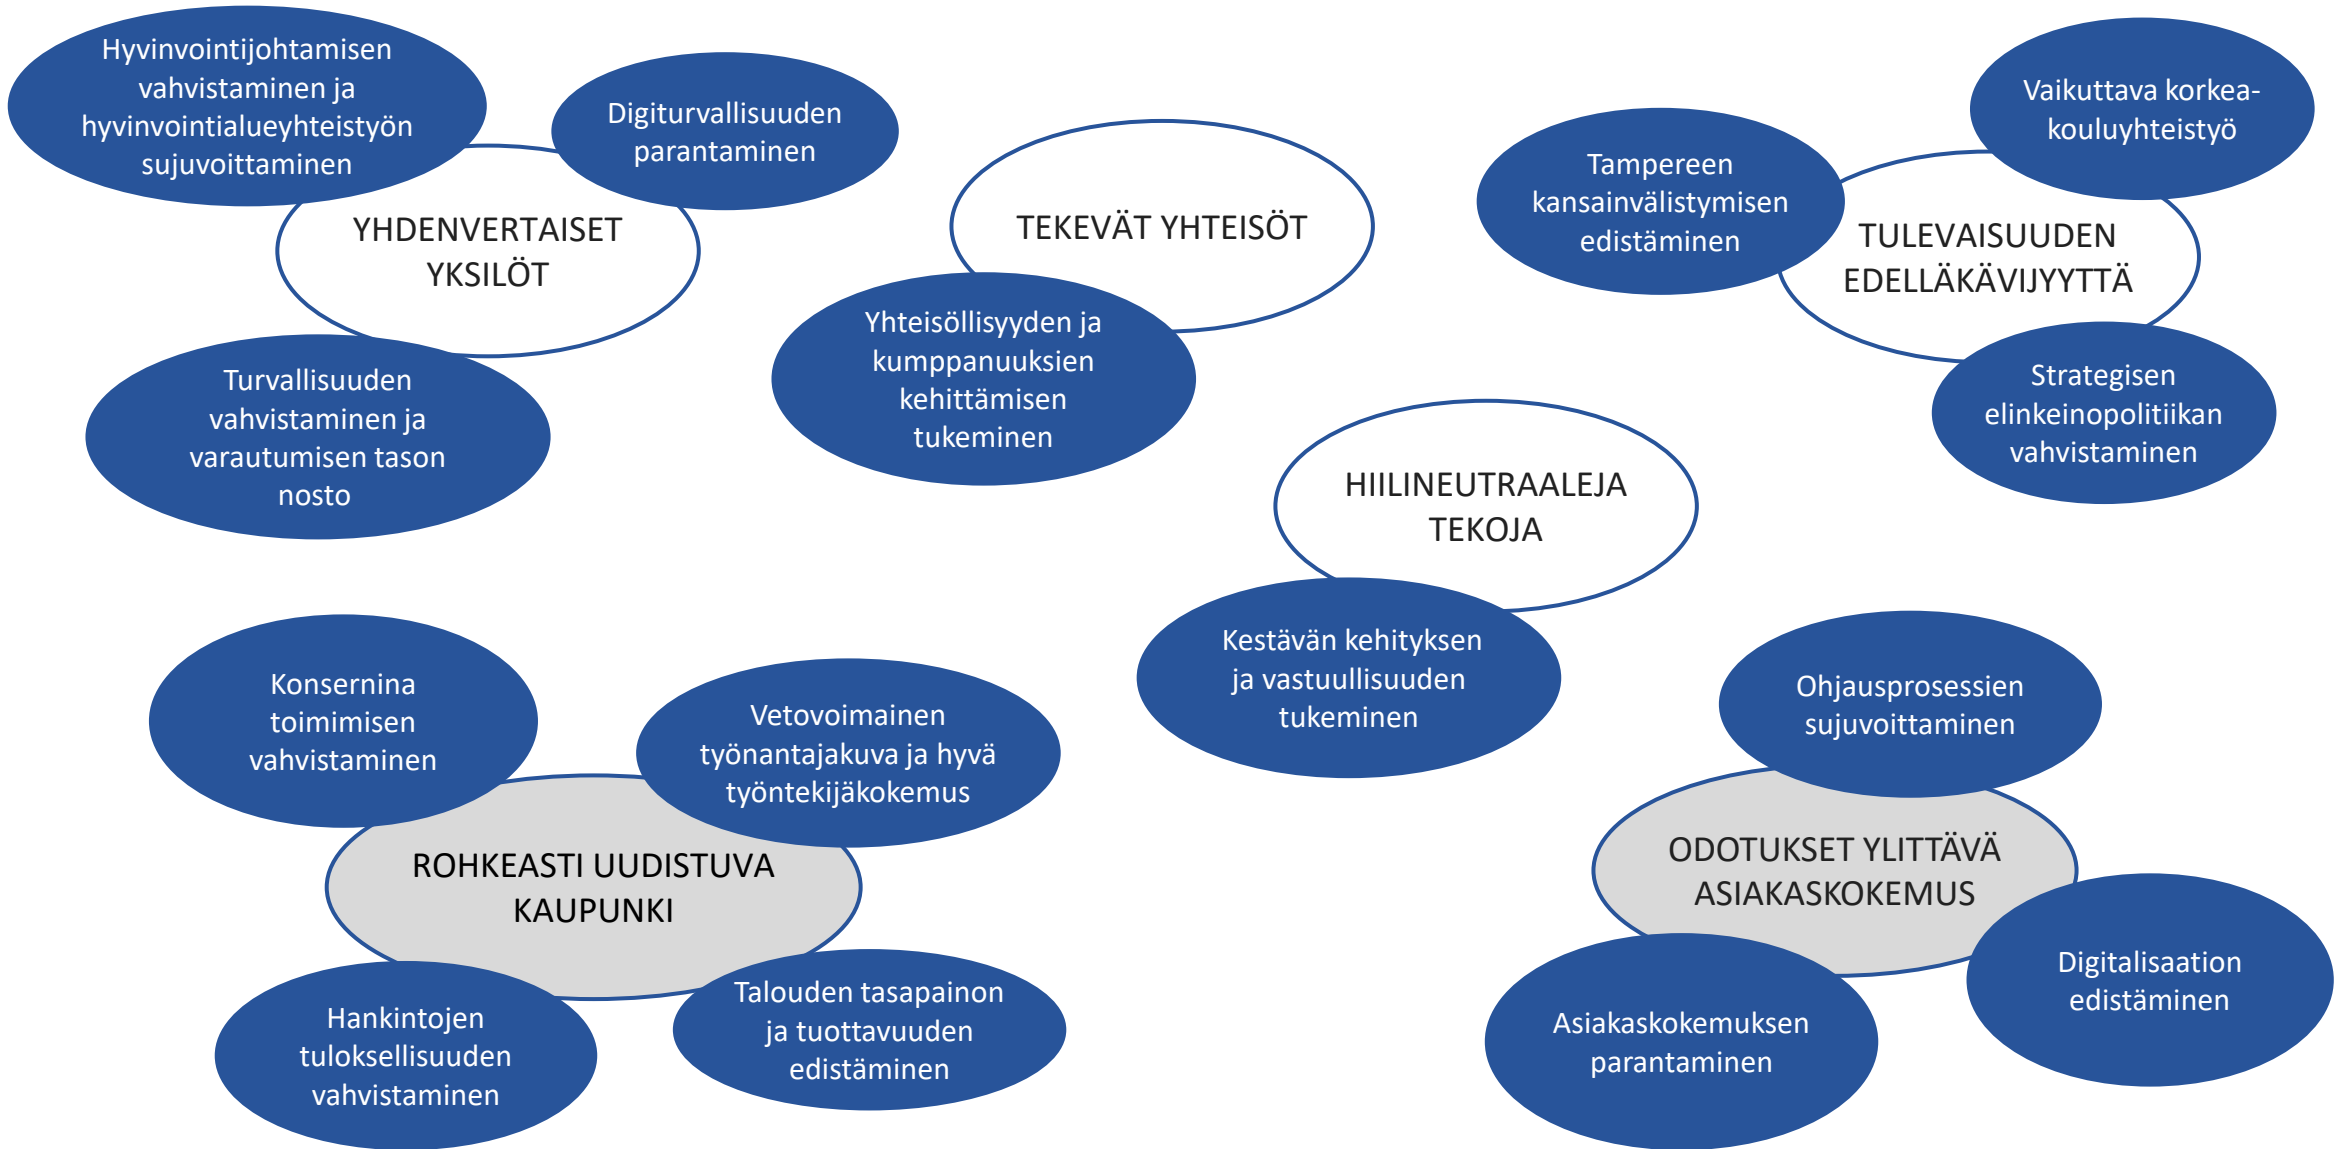 Hyvinvointijohtamisen
vahvistaminen ja
hyvinvointialueyhteistyön
sujuvoittaminen
Digiturvallisuuden
parantaminen
YHDENVERTAISET
YKSILÖT
Turvallisuuden
vahvistaminen ja
varautumisen tason
nosto
TEKEVÄT YHTEISÖT
Yhteisöllisyyden ja
kumppanuuksien
kehittämisen
tukeminen
Vaikuttava korkea-
kouluyhteistyö
Tampereen
kansainvälistymisen
edistäminen
TULEVAISUUDEN
EDELLÄKÄVIJYYTTÄ
Strategisen
elinkeinopolitiikan
vahvistaminen
HIILINEUTRAALEJA
TEKOJA
Kestävän kehityksen
ja vastuullisuuden
tukeminen
Konsernina
toimimisen
vahvistaminen
Vetovoimainen
työnantajakuva ja hyvä
työntekijäkokemus
ROHKEASTI UUDISTUVA
KAUPUNKI
Hankintojen
tuloksellisuuden
vahvistaminen
Talouden tasapainon
ja tuottavuuden
edistäminen
Ohjausprosessien
sujuvoittaminen
ODOTUKSET YLITTÄVÄ
ASIAKASKOKEMUS
Asiakaskokemuksen
parantaminen
Digitalisaation
edistäminen